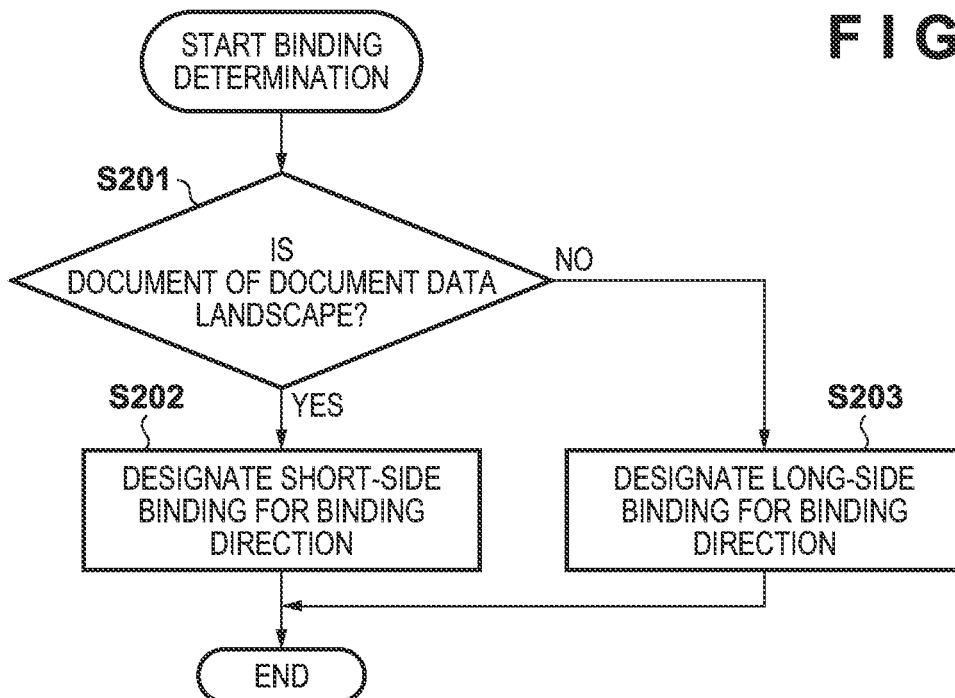 FIG
START BINDING
DETERMINATION
S201
IS
DOCUMENT OF DOCUMENT DATA
LANDSCAPE?
NO
YES
S202
DESIGNATE SHORT-SIDE
BINDING FOR BINDING
DIRECTION
S203
DESIGNATE LONG-SIDE
BINDING FOR BINDING
DIRECTION
END